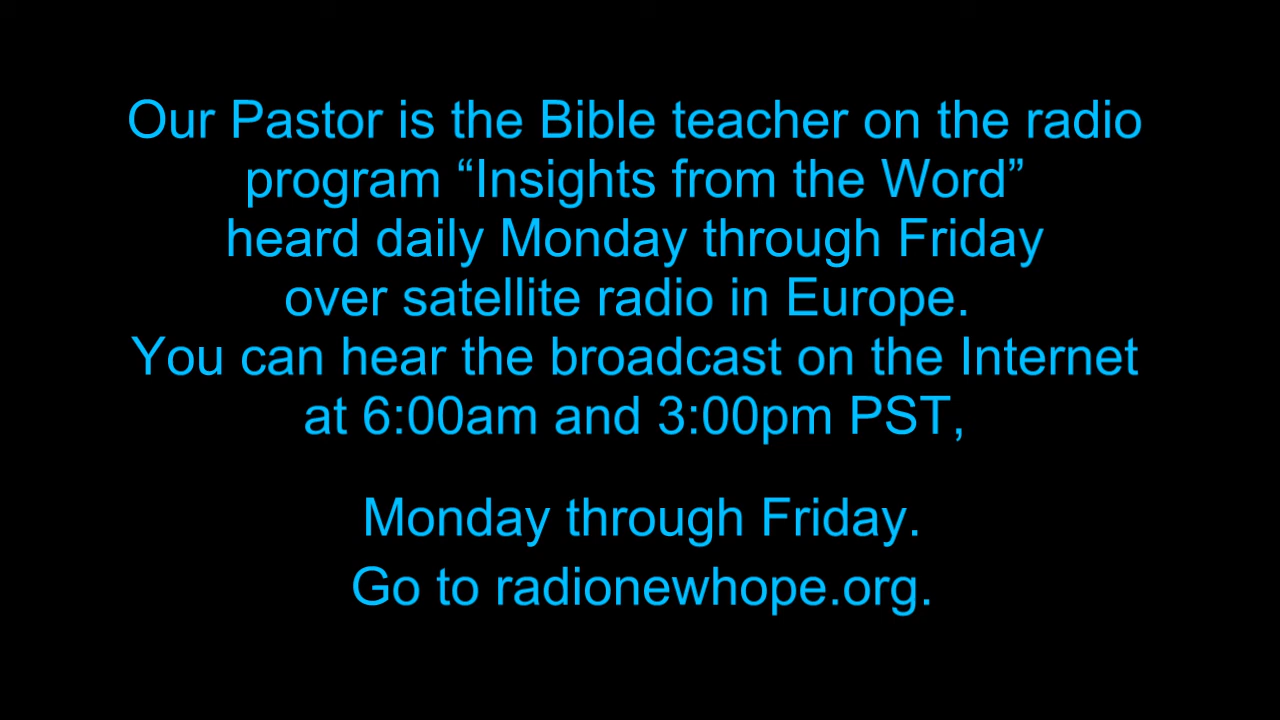 Our Pastor is the Bible teacher on the radio
program “Insights from the Word”
heard daily Monday through Friday
over satellite radio in Europe.
You can hear the broadcast on the Internet
at 6:00am and 3:00pm PST,
Monday through Friday.
Go to radionewhope.org.